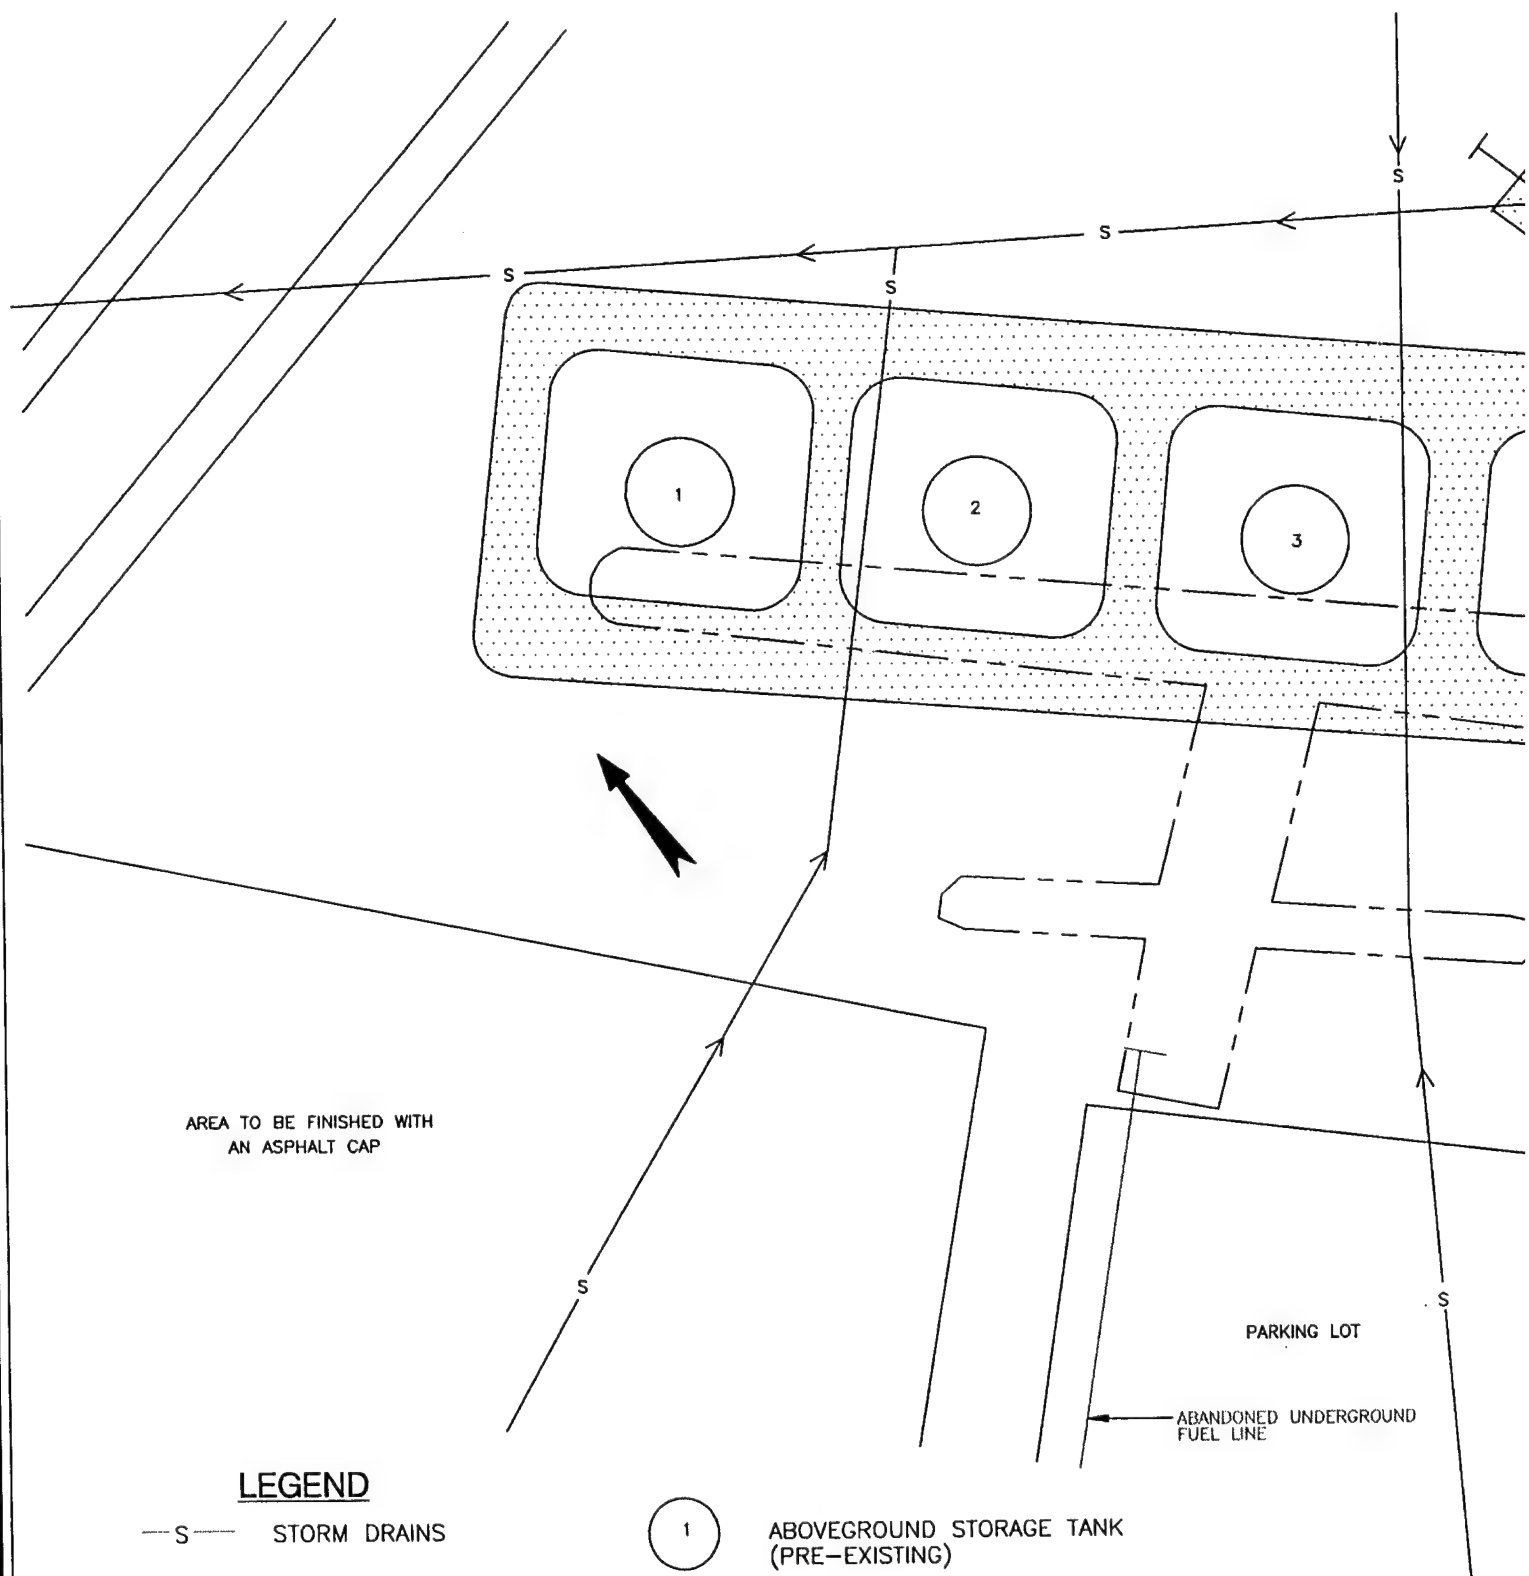 S
S
S
S
S
1
2
3
AREA TO BE FINISHED WITH
AN ASPHALT CAP
S
S
PARKING LOT
ABANDONED UNDERGROUND
FUEL LINE
LEGEND
S STORM DRAINS
1 ABOVEGROUND STORAGE TANK
(PRE-EXISTING)